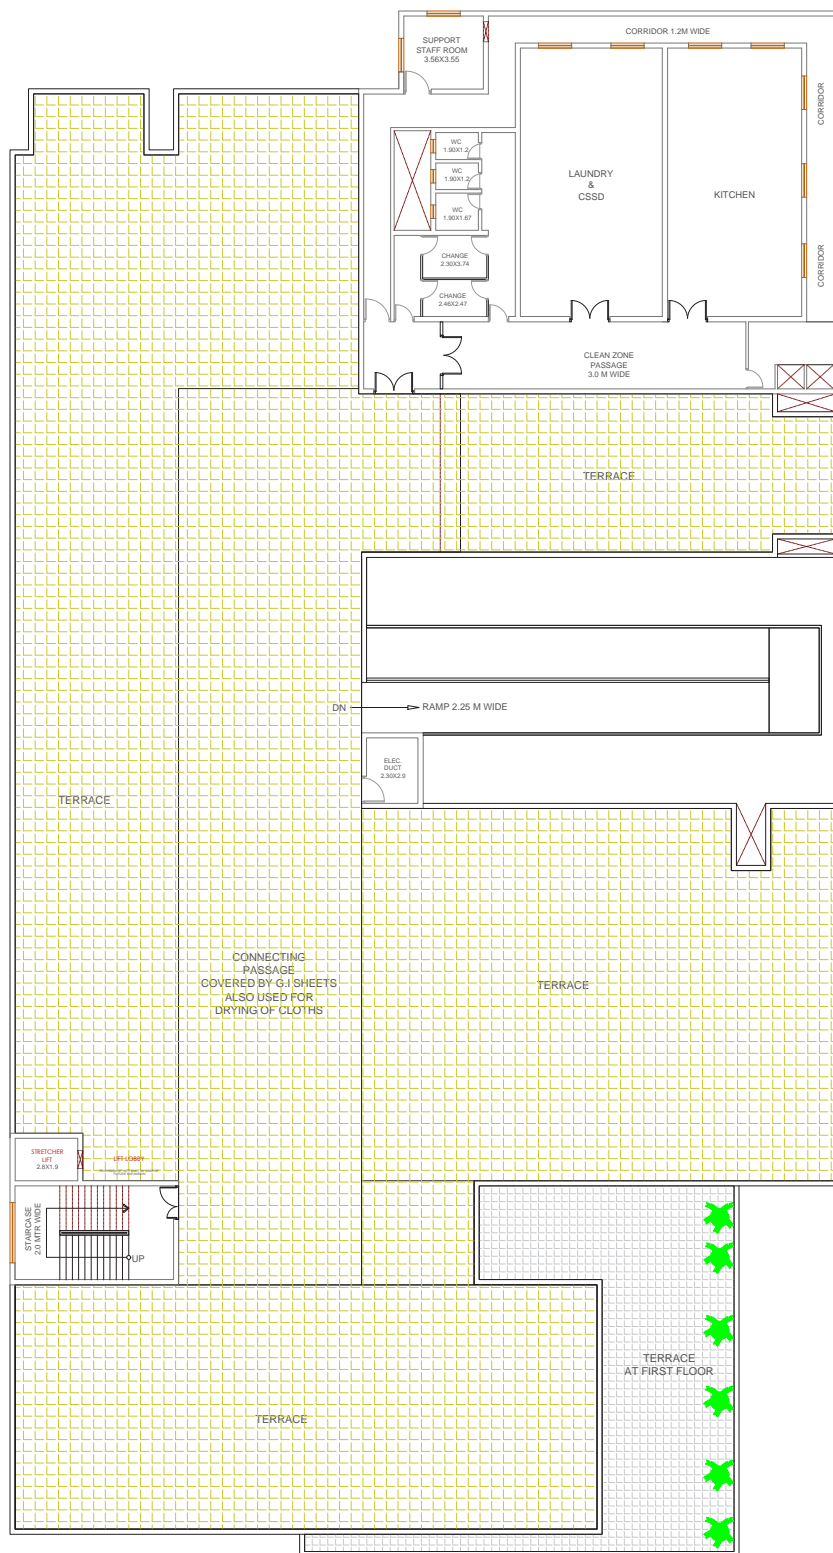 SUPPORT
STAFF ROOM
3.56X3.55
CORRIDOR 1.2M WIDE
CORRIDOR
WC
1.90X1.2
WC
1.90X1.2
WC
1.90X1.67
LAUNDRY
&
CSSD
KITCHEN
CORRIDOR
CHANGE
2.30X3.74
CHANGE
2.46X2.47
CLEAN ZONE
PASSAGE
3.0 M WIDE
TERRACE
DN
RAMP 2.25 M WIDE
ELEC.
DUCT
2.30X2.9
TERRACE
CONNECTING
PASSAGE
COVERED BY G.I SHEETS
ALSO USED FOR
DRYING OF CLOTHS
TERRACE
STRETCHER
LIFT
2.8X1.9
LIFT LOBBY
STAIRCASE
2.0 MTR WIDE
UP
TERRACE
AT FIRST FLOOR
TERRACE